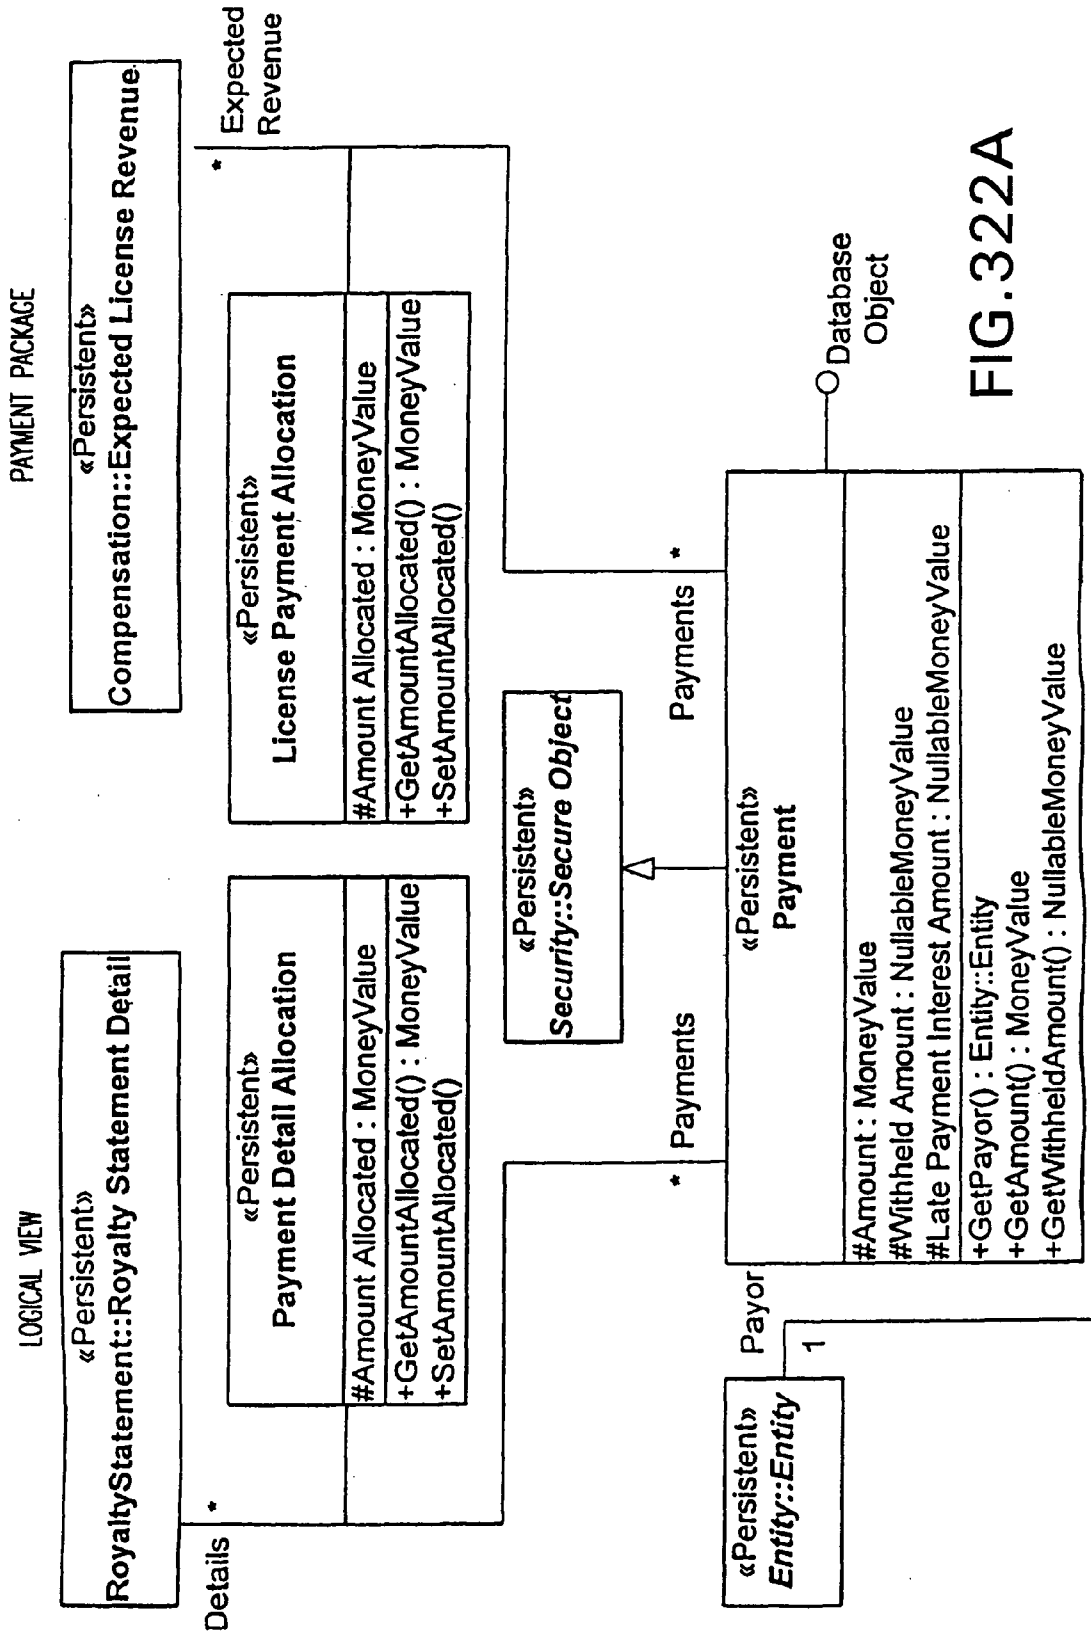 LOGICAL VIEW
PAYMENT PACKAGE
«Persistent»
RoyaltyStatement::Royalty Statement Detail
«Persistent»
Compensation::Expected License Revenue
Details
*
*
Expected
Revenue
«Persistent»
Payment Detail Allocation
#Amount Allocated : MoneyValue
+GetAmountAllocated() : MoneyValue
+SetAmountAllocated()
«Persistent»
License Payment Allocation
#Amount Allocated : MoneyValue
+GetAmountAllocated() : MoneyValue
+SetAmountAllocated()
«Persistent»
Security::Secure Object
* Payments
Payments *
«Persistent»
Entity::Entity
Payor
1
«Persistent»
Payment
#Amount : MoneyValue
#Withheld Amount : NullableMoneyValue
#Late Payment Interest Amount : NullableMoneyValue
+GetPayor() : Entity::Entity
+GetAmount() : MoneyValue
+GetWithheldAmount() : NullableMoneyValue
Database
Object
FIG.322A